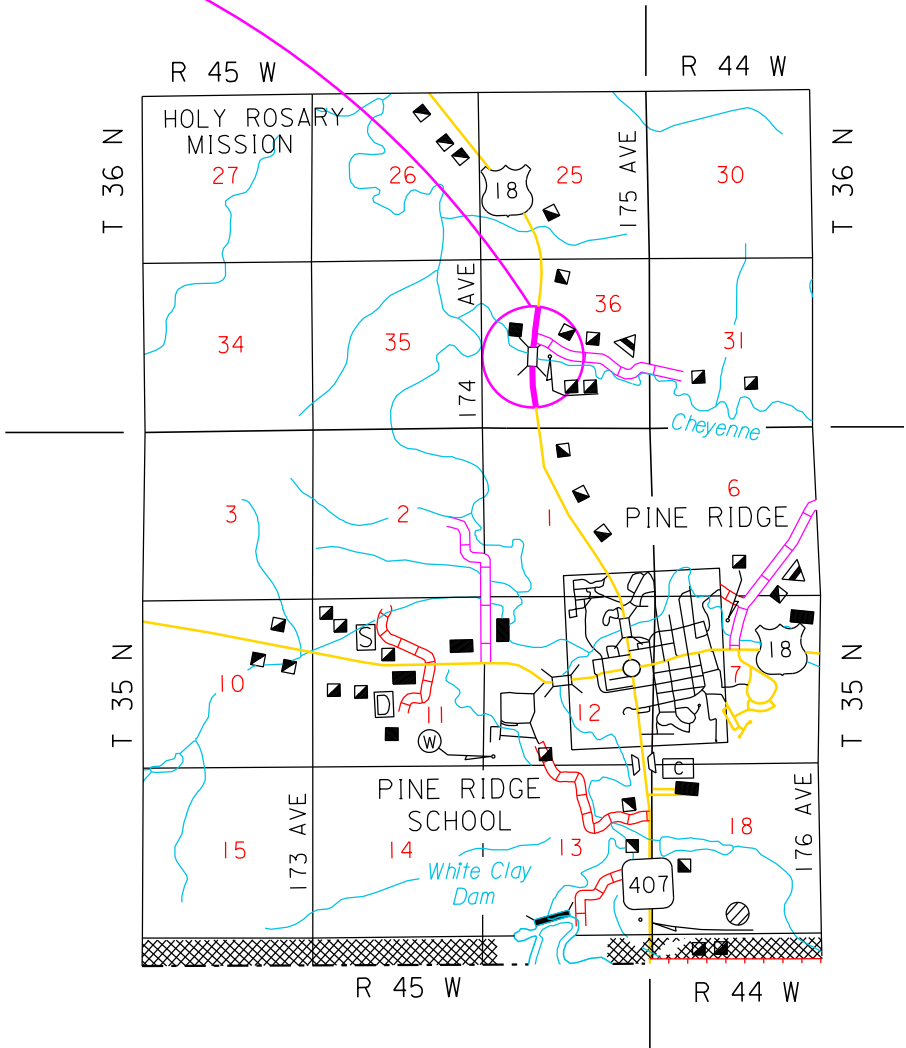 R 45 W
R 44 W
HOLY ROSARY
MISSION
T 36 N
T 36 N
27
26
25
30
18
175 AVE
174 AVE
36
34
35
31
Cheyenne
3
2
1
6
PINE RIDGE
S
18
T 35 N
T 35 N
10
D
11
12
7
W
C
PINE RIDGE
SCHOOL
173 AVE
176 AVE
15
14
13
18
White Clay
Dam
407
R 45 W
R 44 W